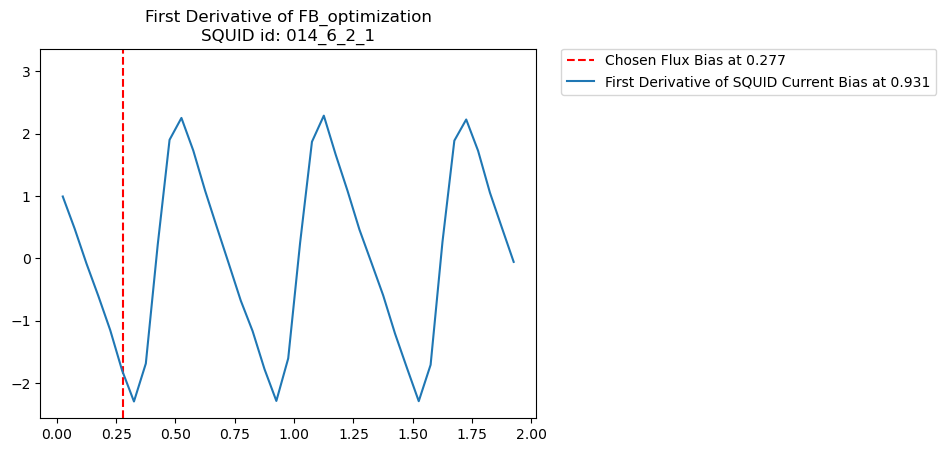 First Derivative of FB_optimization
SQUID id: 014_6_2_1
Chosen Flux Bias at 0.277
First Derivative of SQUID Current Bias at 0.931
3
2
1
0
−1
−2
0.00 0.25 0.50 0.75 1.00 1.25 1.50 1.75 2.00